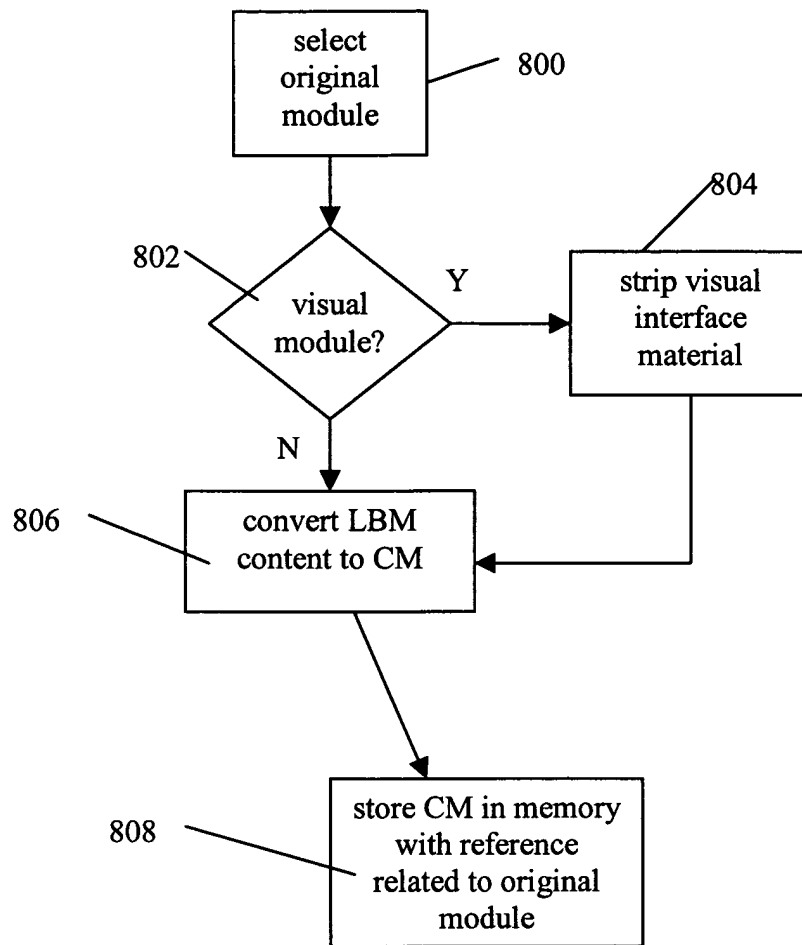 select
original
module
800
804
802
visual
module?
Y
strip visual
interface
material
N
806
convert LBM
content to CM
808
store CM in memory
with reference
related to original
module